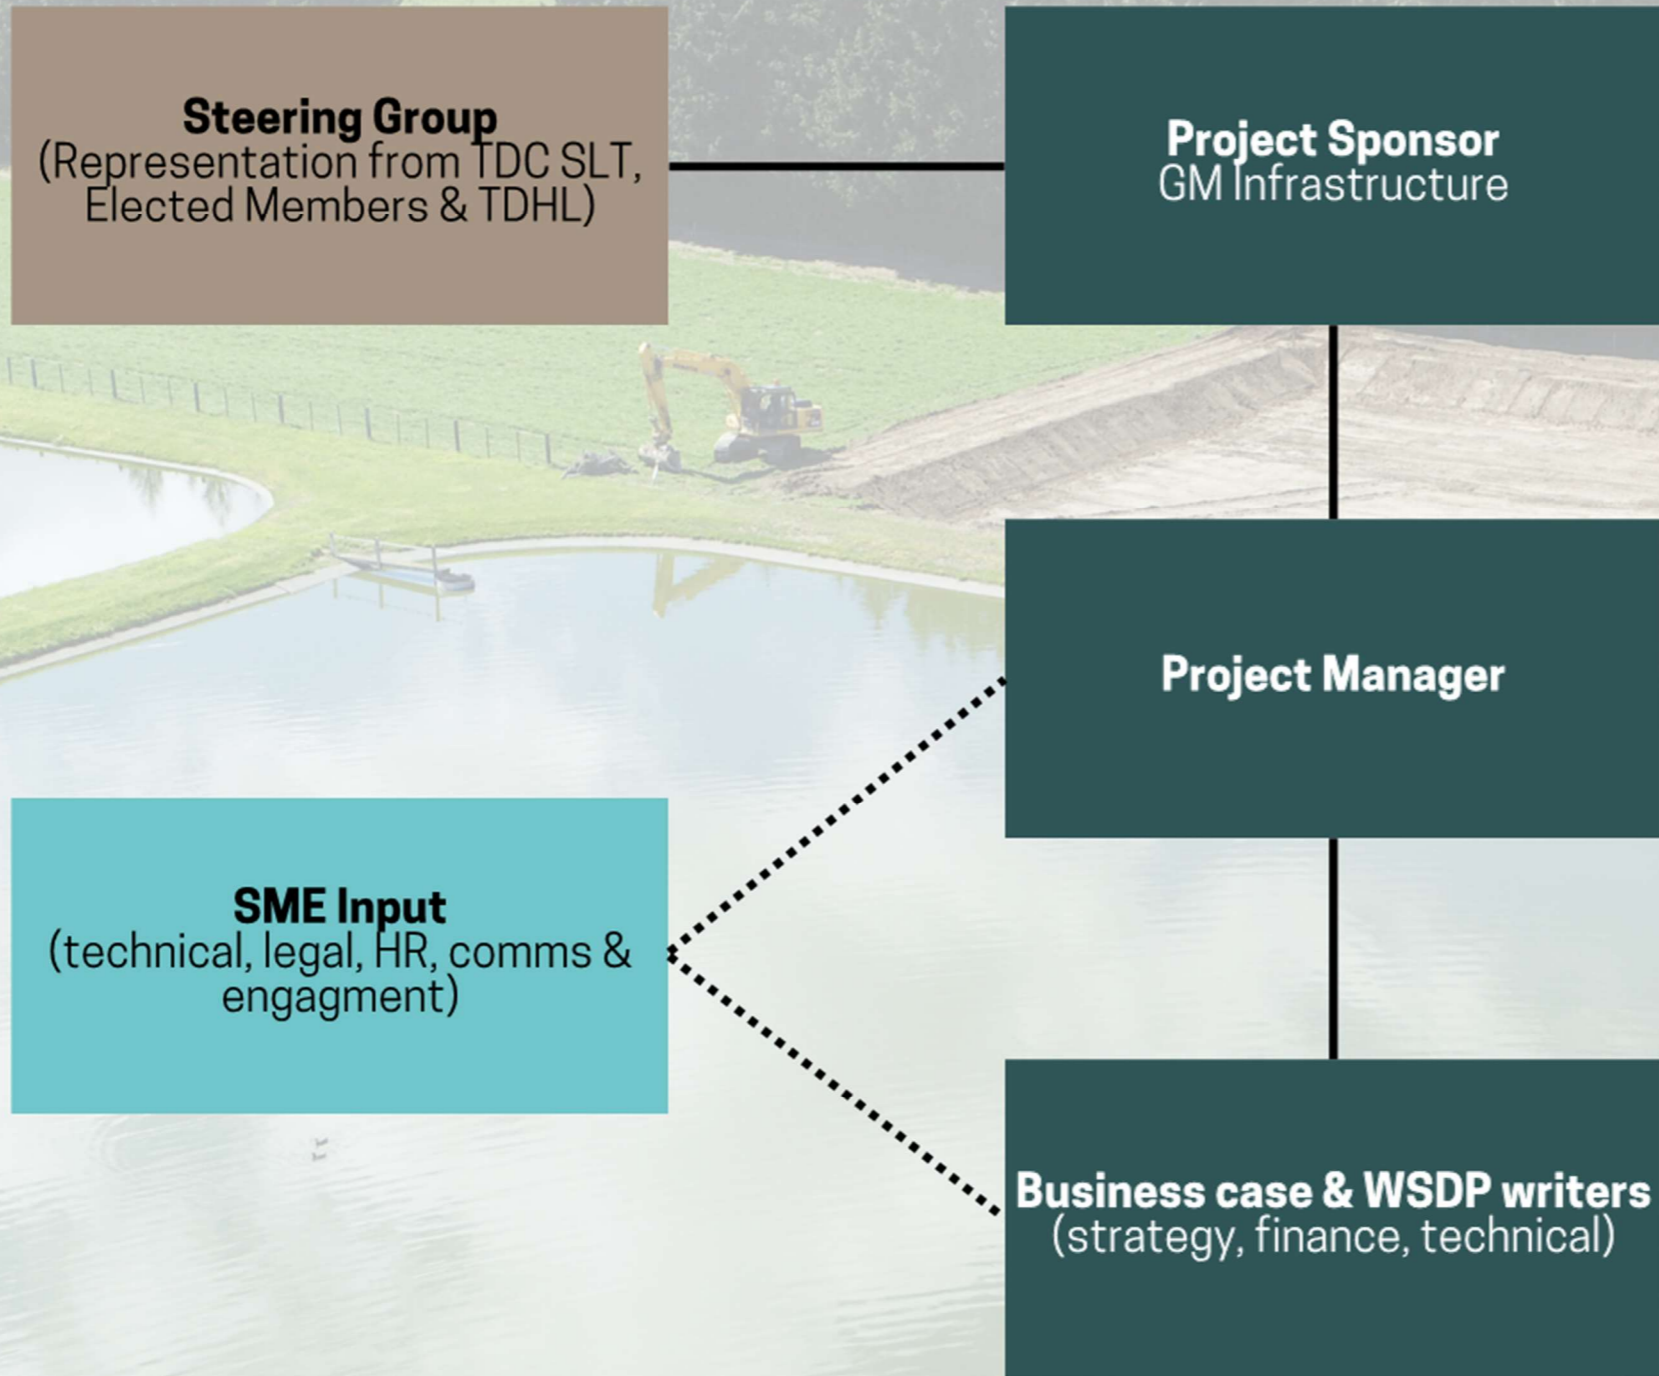 Steering Group
(Representation from TDC SLT,
Elected Members & TDHL)
Project Sponsor
GM Infrastructure
Project Manager
SME Input
(technical, legal, HR, comms &
engagment)
Business case & WSDP writers
(strategy, finance, technical)